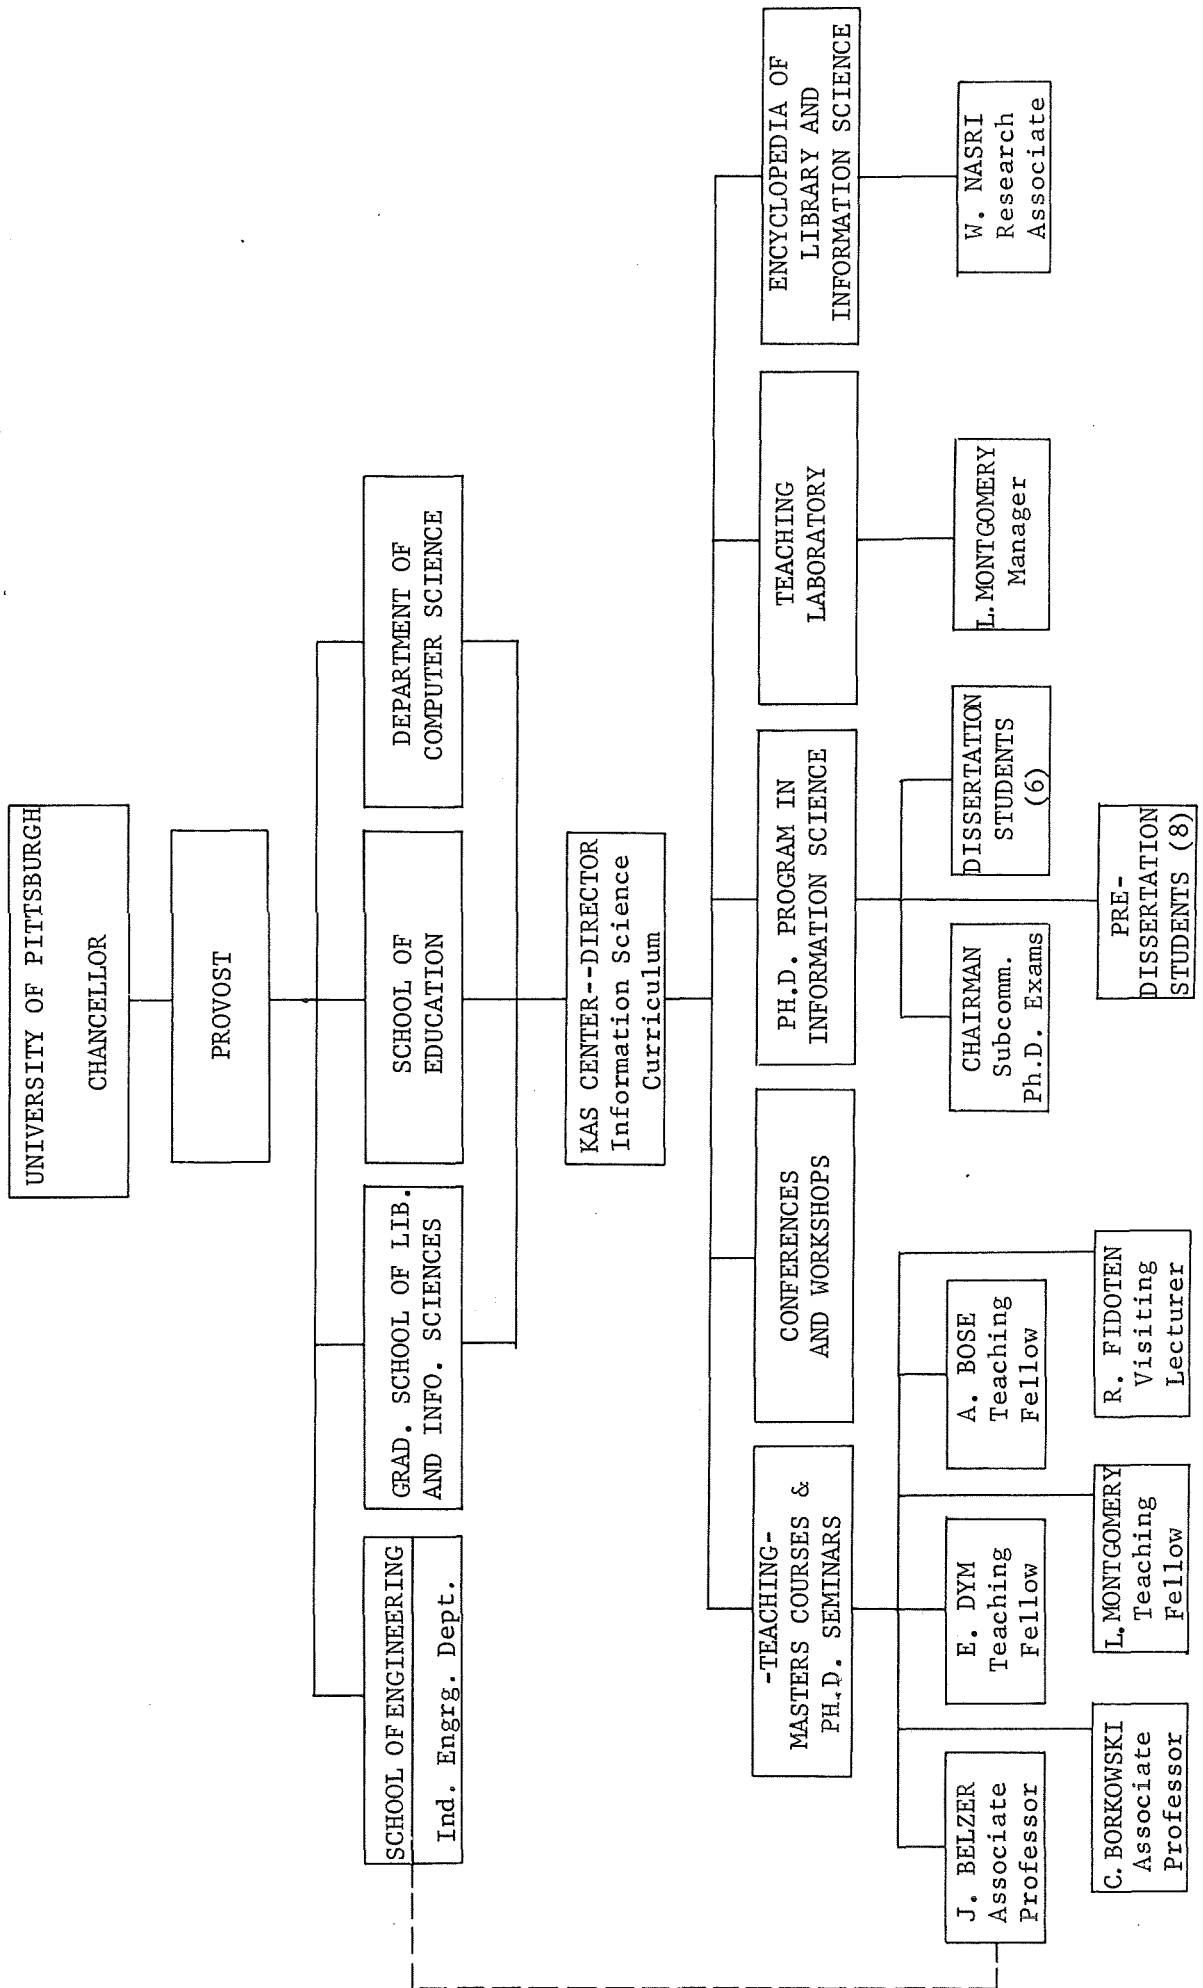 UNIVERSITY OF PITTSBURGH
CHANCELLOR
PROVOST
SCHOOL OF ENGINEERING
Ind. Engrg. Dept.
GRAD. SCHOOL OF LIB.
AND INFO. SCIENCES
SCHOOL OF
EDUCATION
DEPARTMENT OF
COMPUTER SCIENCE
KAS CENTER--DIRECTOR
Information Science
Curriculum
-TEACHING-
MASTERS COURSES &
PH.D. SEMINARS
CONFERENCES
AND WORKSHOPS
PH.D. PROGRAM IN
INFORMATION SCIENCE
TEACHING
LABORATORY
ENCYCLOPEDIA OF
LIBRARY AND
INFORMATION SCIENCE
J. BELZER
Associate
Professor
E. DYM
Teaching
Fellow
A. BOSE
Teaching
Fellow
CHAIRMAN
Subcomm.
Ph.D. Exams
DISSERTATION
STUDENTS
(6)
L. MONTGOMERY
Manager
W. NASRI
Research
Associate
C. BORKOWSKI
Associate
Professor
L. MONTGOMERY
Teaching
Fellow
R. FIDOTEN
Visiting
Lecturer
PRE-
DISSERTATION
STUDENTS (8)